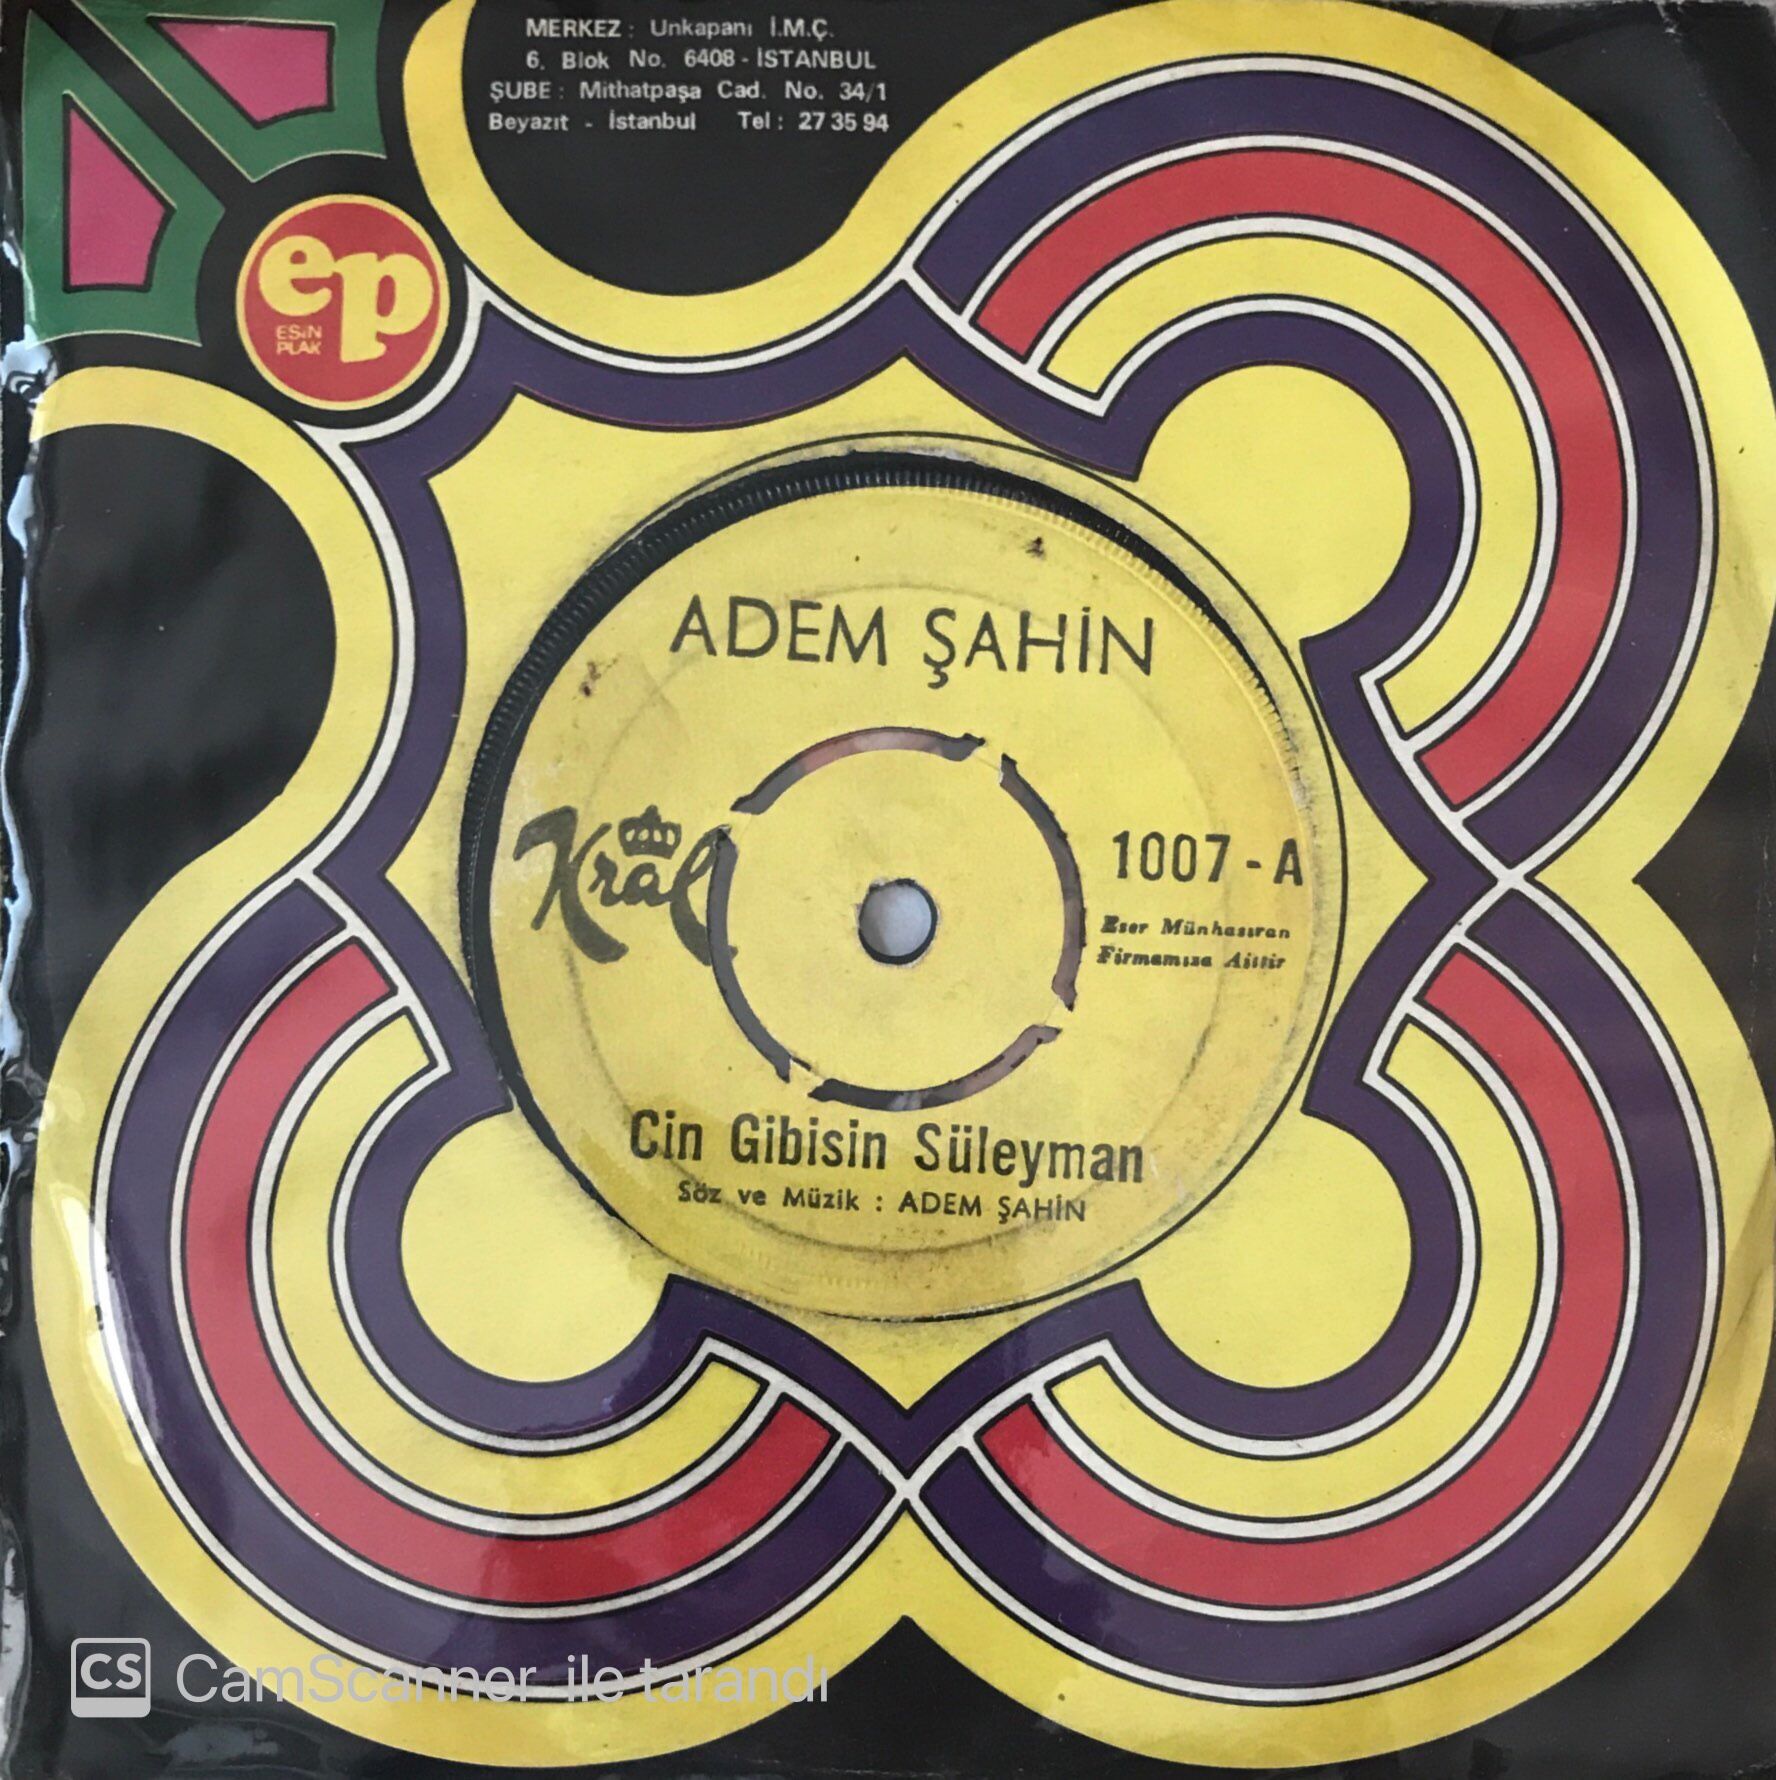 MERKEZ : Unkapanı İ.M.Ç.
6. Blok No. 6408 - İSTANBUL
ŞUBE : Mithatpaşa Cad. No. 34/1
Beyazıt - İstanbul Tel : 27 35 94
ep
ESİN
PLAK
ADEM ŞAHİN
Kral
1007 - A
Eser Münhasıran
Firmamıza Aittir
Cin Gibisin Süleyman
Söz ve Müzik : ADEM ŞAHİN
CS CamScanner ile tarandı